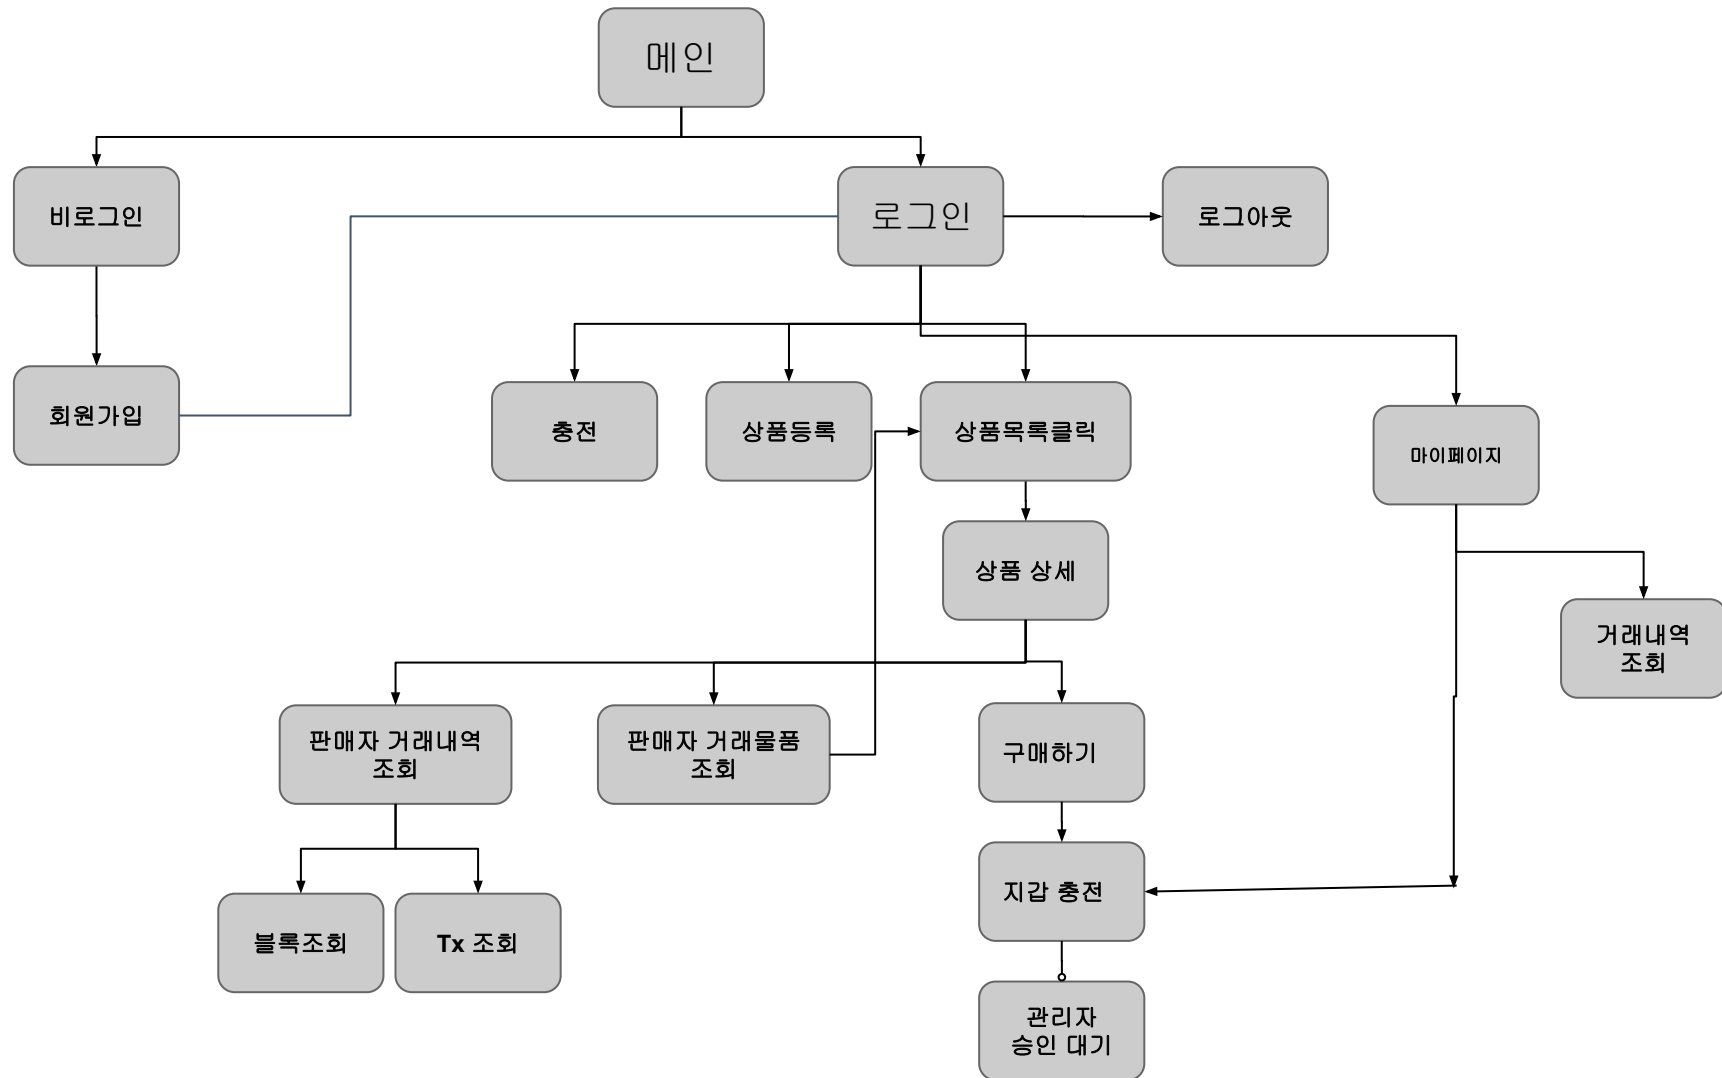 메인
비로그인
로그인
로그아웃
회원가입
충전
상품등록
상품목록클릭
마이페이지
상품 상세
거래내역
조회
판매자 거래내역
조회
판매자 거래물품
조회
구매하기
지갑 충전
블록조회
Tx 조회
관리자
승인 대기